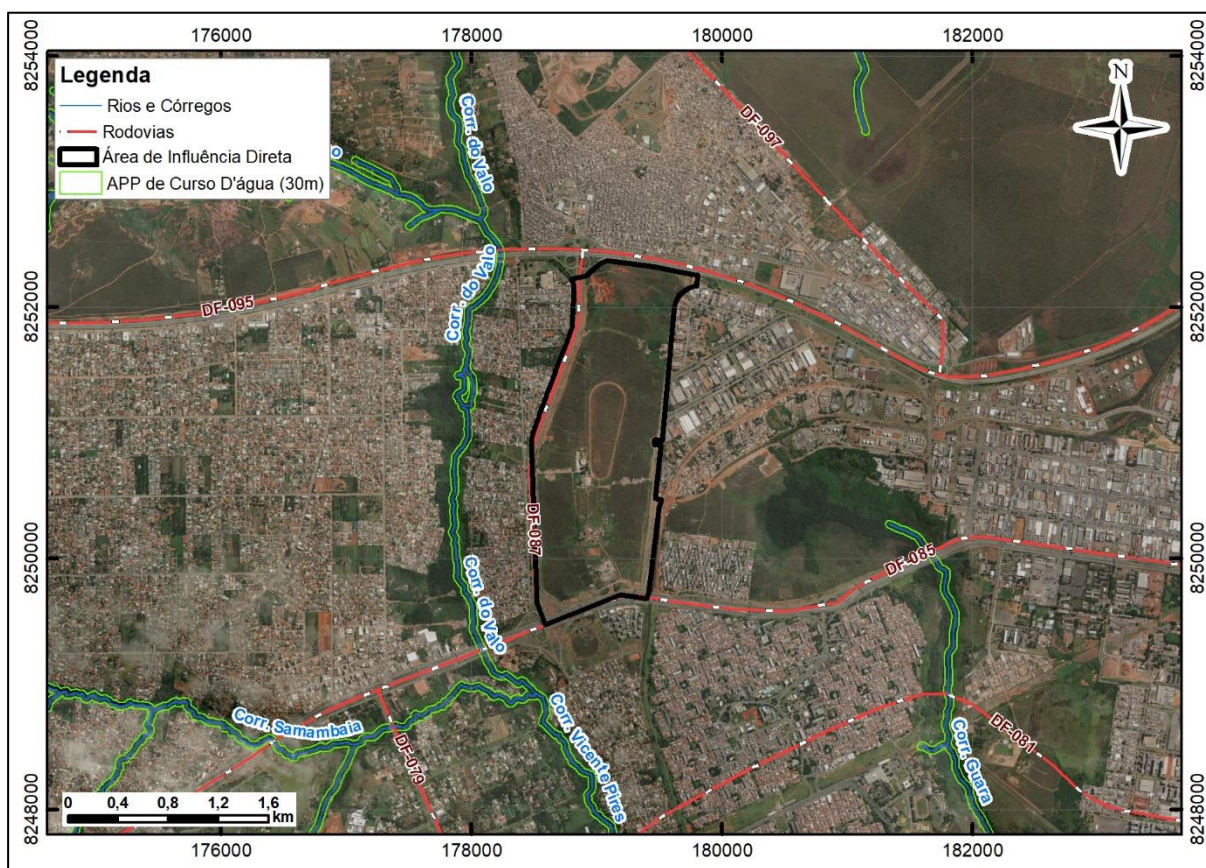 176000 178000 180000 182000
8254000
8254000
Legenda
Rios e Córregos
Rodovias
Área de Influência Direta
APP de Curso D'água (30m)
N
Corr. do Valo
DF-097
o
DF-095
Corr. do Valo
8252000
8252000
DF-087
DF-085
8250000
8250000
Corr. do Valo
Corr. Samambaia
DF-079
Corr. Vicente Pires
DF-081
Corr. Guara
8248000
8248000
0 0,4 0,8 1,2 1,6
km
176000 178000 180000 182000